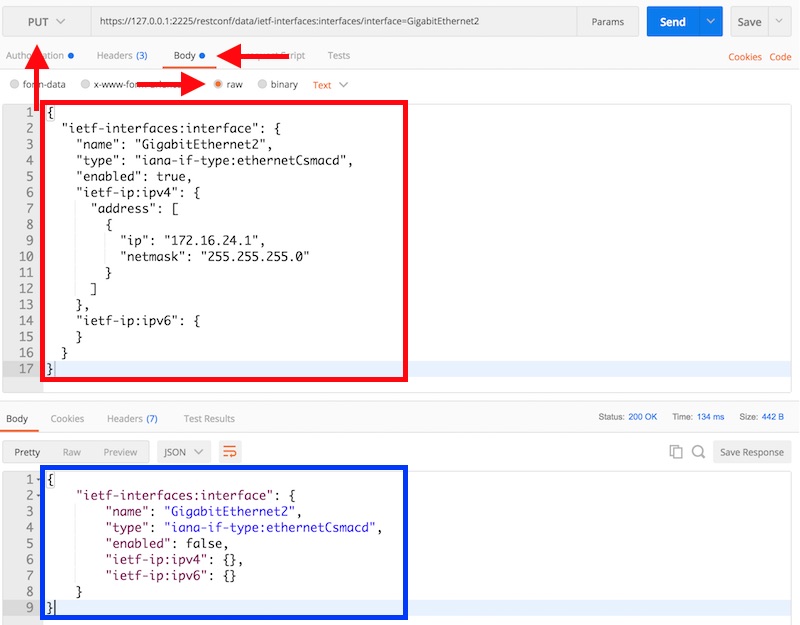 PUT https://127.0.0.1:2225/restconf/data/ietf-interfaces:interfaces/interface=GigabitEthernet2 Params Send Save
Headers (3) Body Script Tests Cookies Code
form-data raw binary Text
1 {
2 "ietf-interfaces:interface": {
3 "name": "GigabitEthernet2",
4 "type": "iana-if-type:ethernetCsmacd",
5 "enabled": true,
6 "ietf-ip:ipv4": {
7 "address": [
8 {
9 "ip": "172.16.24.1",
10 "netmask": "255.255.255.0"
11 }
12 ]
13 },
14 "ietf-ip:ipv6": {
15 }
16 }
17 }
Body Cookies Headers (7) Test Results Status: 200 OK Time: 134 ms Size: 442 B
Pretty Raw Preview JSON Save Response
1 {
2 "ietf-interfaces:interface": {
3 "name": "GigabitEthernet2",
4 "type": "iana-if-type:ethernetCsmacd",
5 "enabled": false,
6 "ietf-ip:ipv4": {},
7 "ietf-ip:ipv6": {}
8 }
9 }